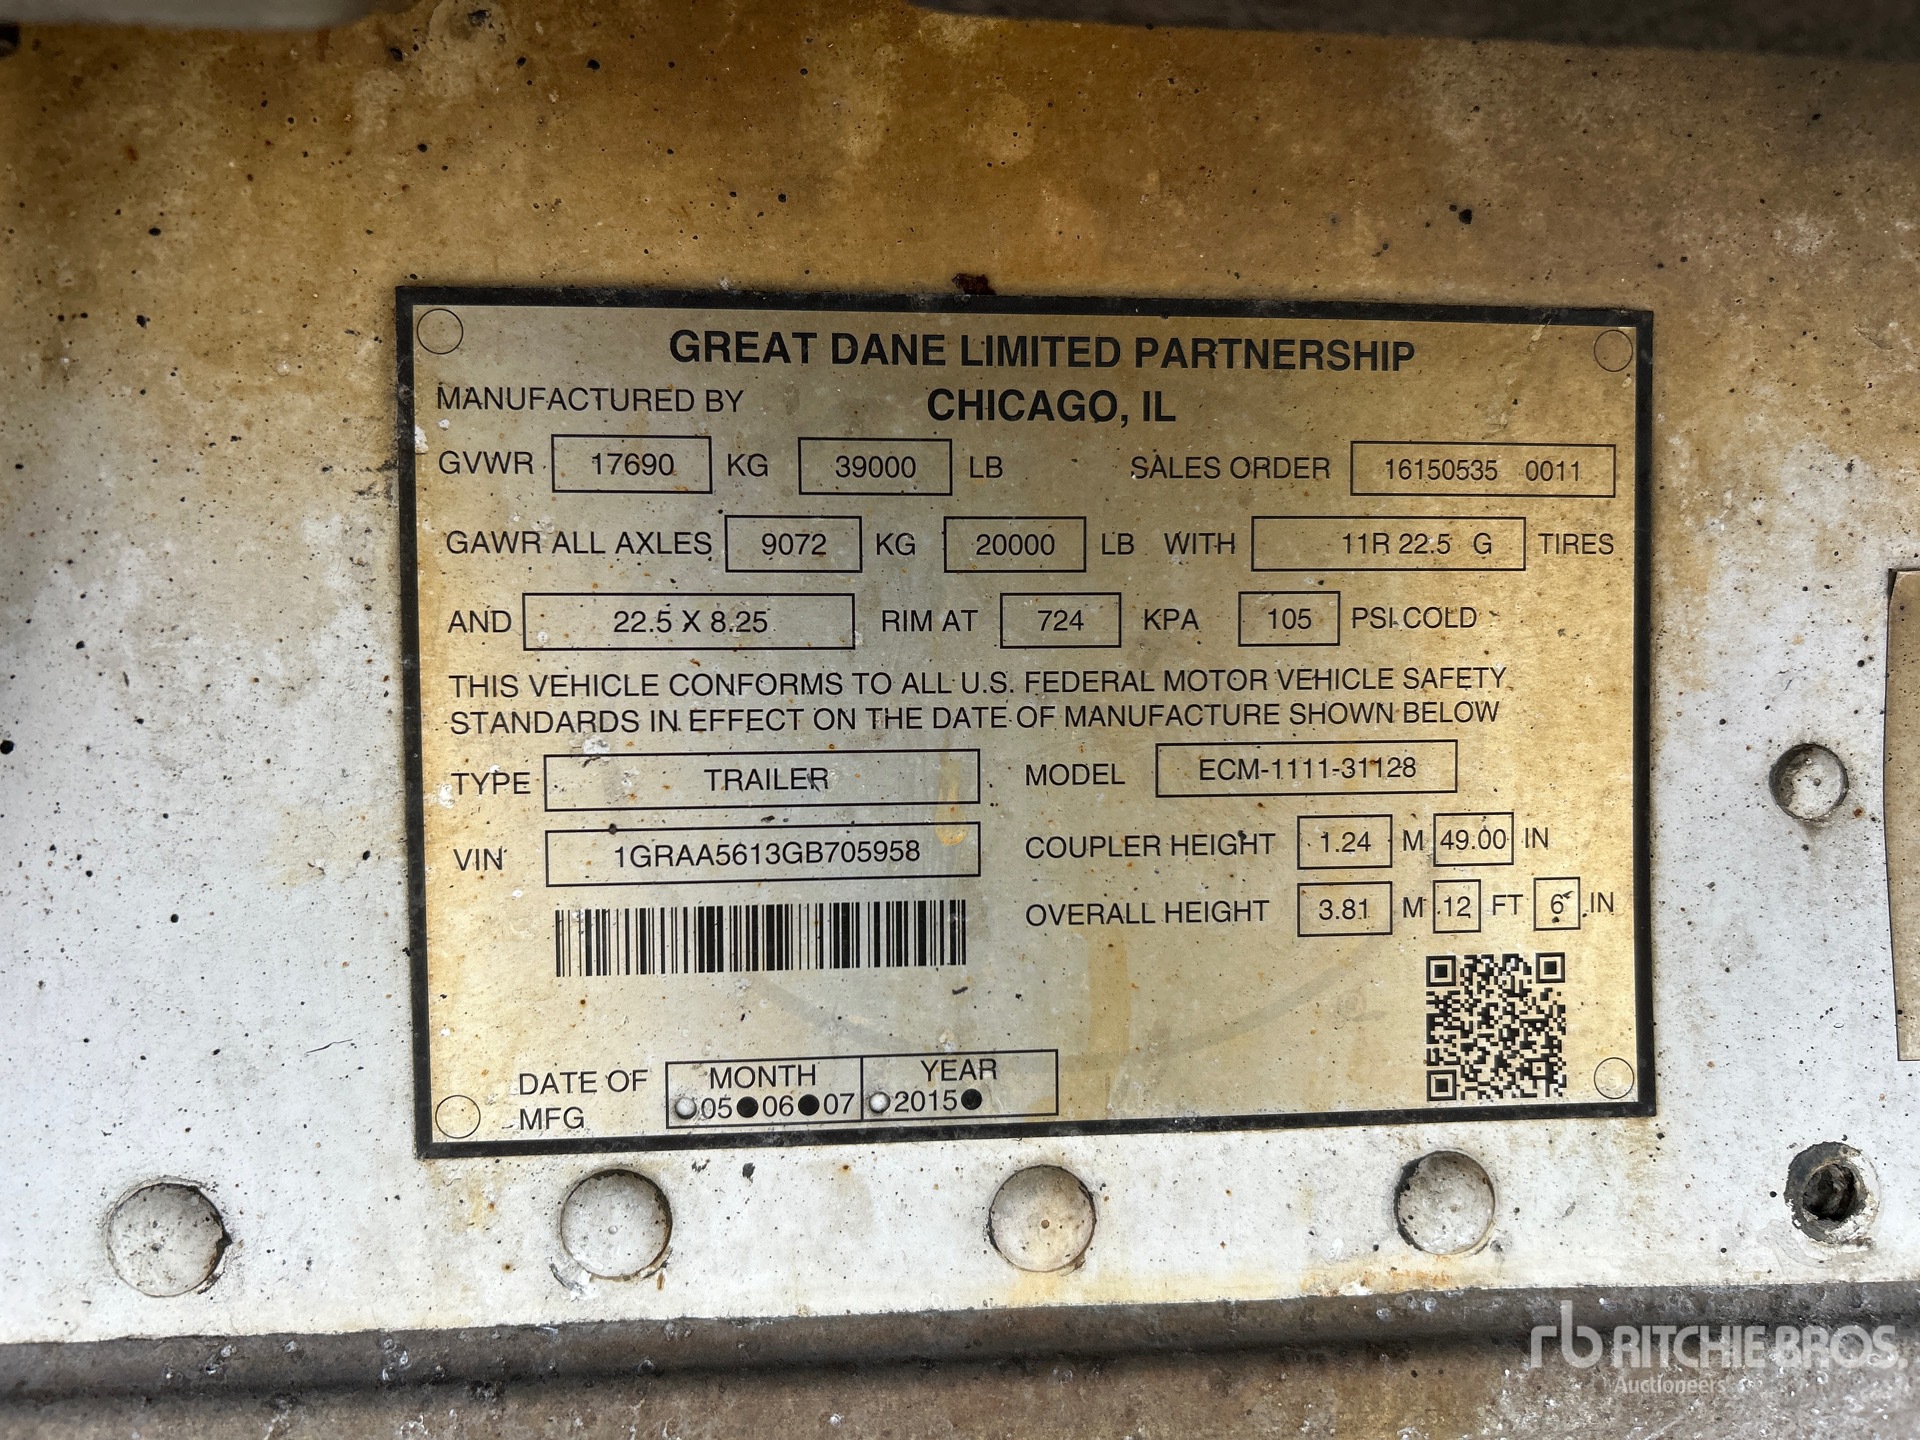 GREAT DANE LIMITED PARTNERSHIP
MANUFACTURED BY CHICAGO, IL
GVWR 17690 KG 39000 LB SALES ORDER 16150535 0011
GAWR ALL AXLES 9072 KG 20000 LB WITH 11R 22.5 G TIRES
AND 22.5 X 8.25 RIM AT 724 KPA 105 PSI COLD
THIS VEHICLE CONFORMS TO ALL U.S. FEDERAL MOTOR VEHICLE SAFETY
STANDARDS IN EFFECT ON THE DATE OF MANUFACTURE SHOWN BELOW
TYPE TRAILER MODEL ECM-1111-31128
VIN 1GRAA5613GB705958 COUPLER HEIGHT 1.24 M 49.00 IN
OVERALL HEIGHT 3.81 M 12 FT 6 IN
DATE OF MFG MONTH YEAR
05 06 07 2015
rb RITCHIE BROS.
Auctioneers